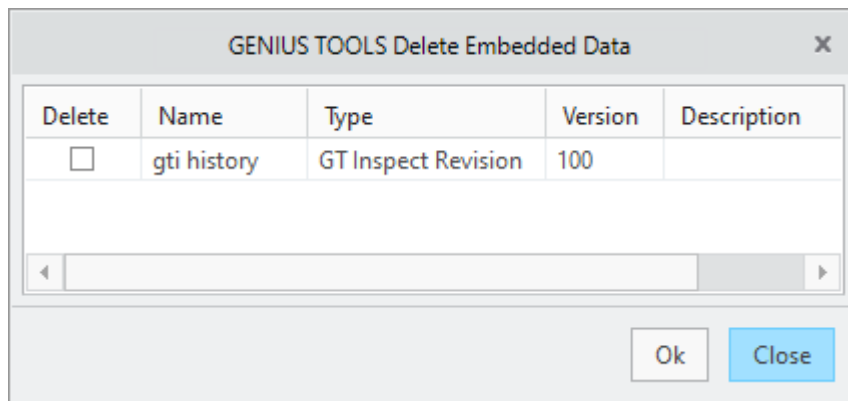 GENIUS TOOLS Delete Embedded Data
Delete Name Type Version Description
gti history GT Inspect Revision 100
Ok Close